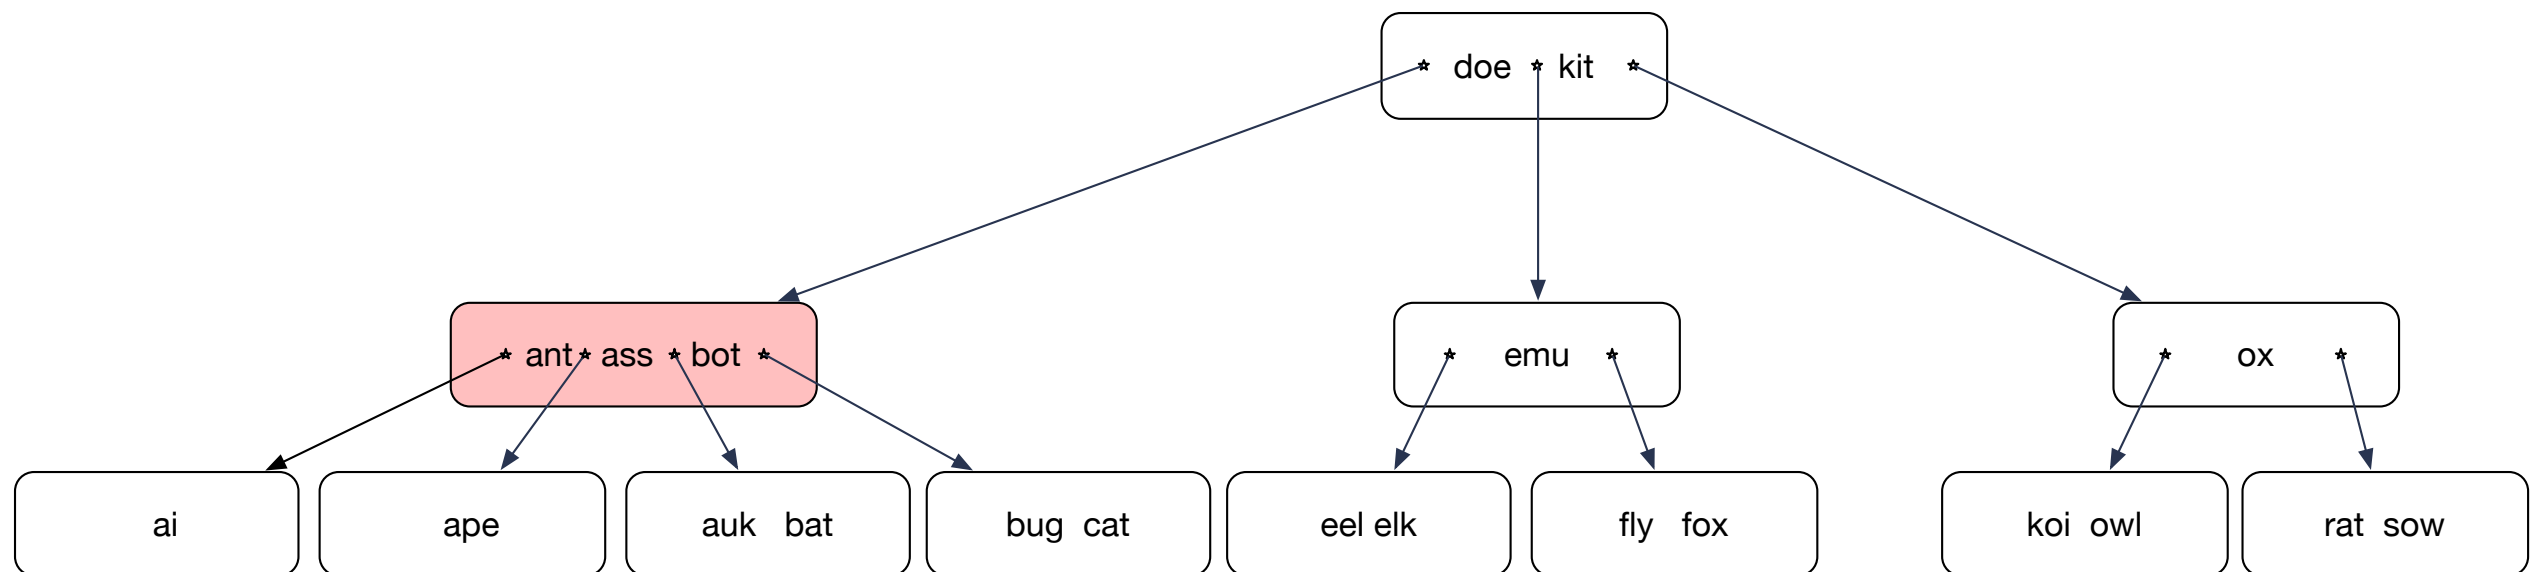 doe kit
ant ass bot
emu
ox
ai
ape
auk bat
bug cat
eel elk
fly fox
koi owl
rat sow